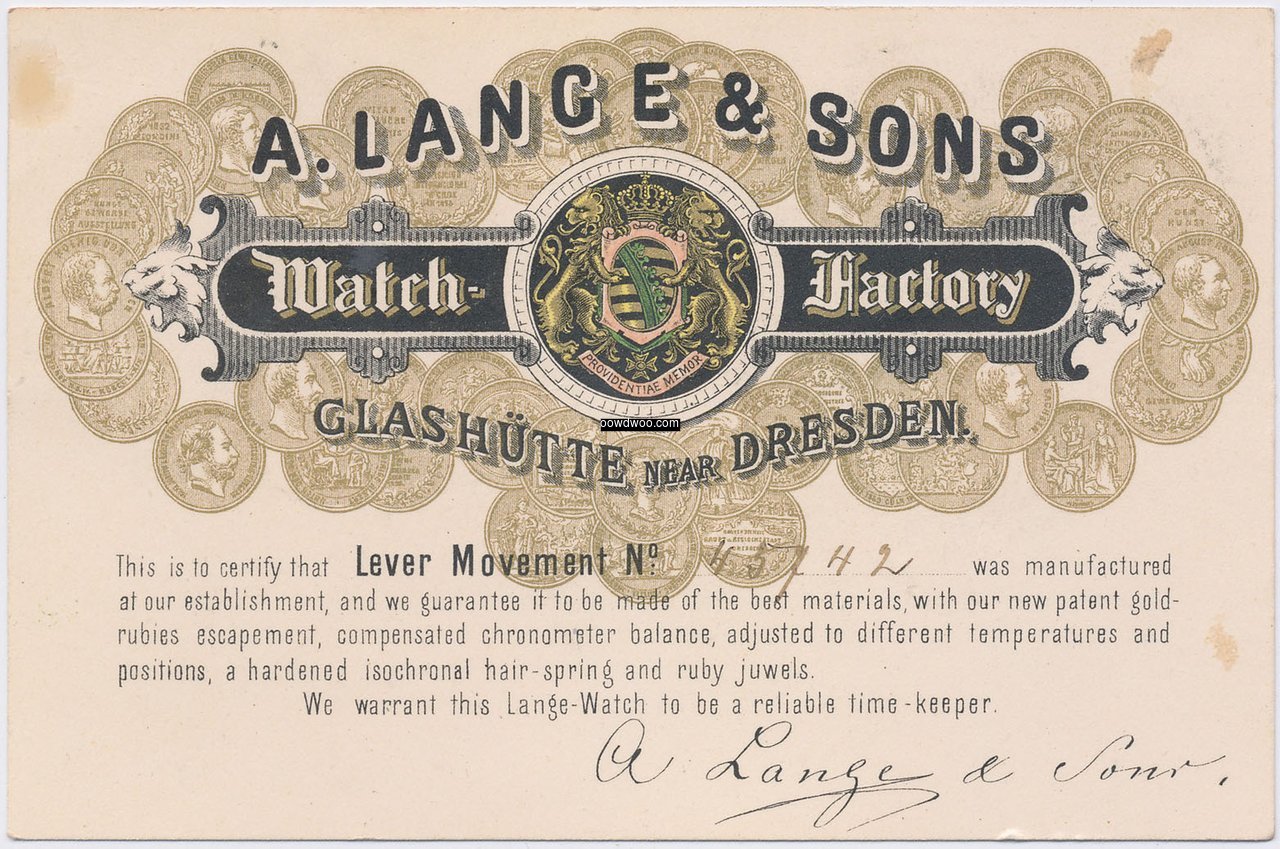 A. LANGE & SONS
Watch-Factory
PROVIDENTIAE MEMOR
GLASHÜTTE NEAR DRESDEN.
powdwoo.com
This is to certify that Lever Movement No. 45742 was manufactured
at our establishment, and we guarantee it to be made of the best materials, with our new patent gold-
rubies escapement, compensated chronometer balance, adjusted to different temperatures and
positions, a hardened isochronal hair-spring and ruby juwels.
We warrant this Lange-Watch to be a reliable time-keeper.
A Lange & Sons.